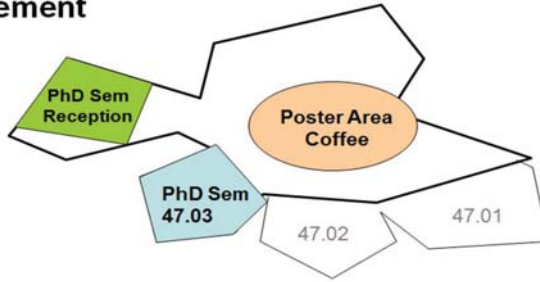 ement
PhD Sem
Reception
Poster Area
Coffee
PhD Sem
47.03
47.02
47.01